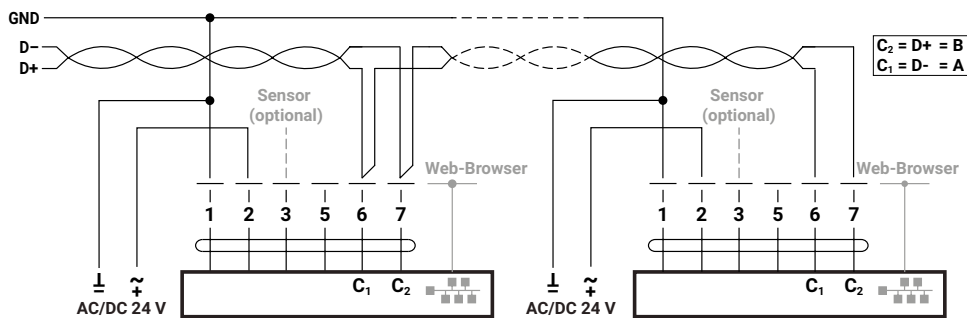 GND
D−
D+
C₂ = D+ = B
C₁ = D- = A
Sensor
(optional)
Sensor
(optional)
Web-Browser
Web-Browser
1 2 3 5 6 7
1 2 3 5 6 7
C₁ C₂
C₁ C₂
⊥ ~
= +
⊥ ~
= +
AC/DC 24 V
AC/DC 24 V